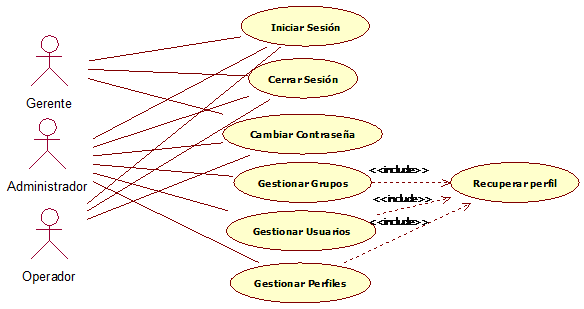 Iniciar Sesión
Cerrar Sesión
Gerente
Cambiar Contraseña
<<include>>
Administrador
Gestionar Grupos
Recuperar perfil
<<include>>
<<include>>
Gestionar Usuarios
Operador
Gestionar Perfiles